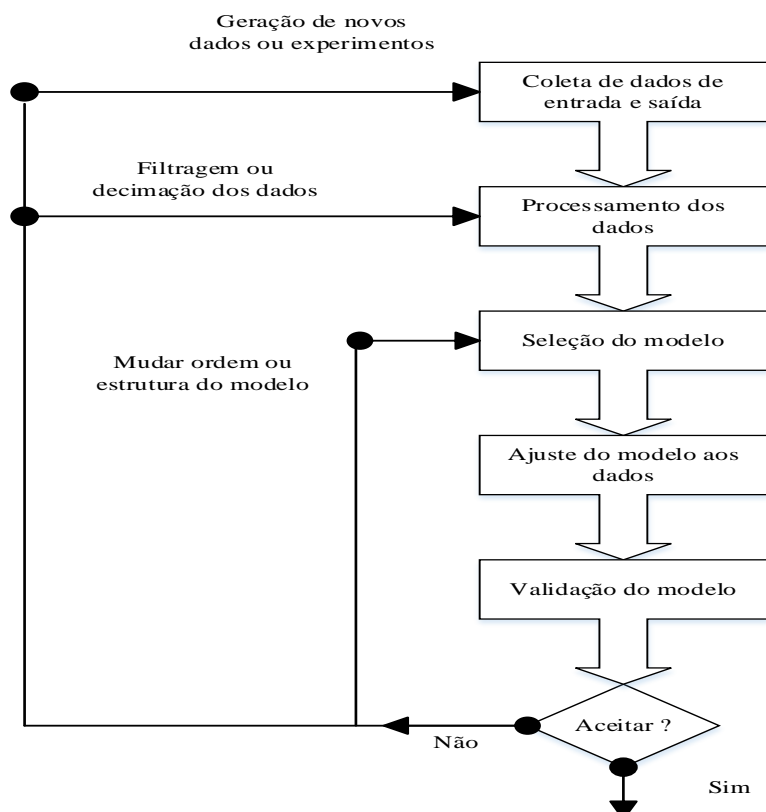 Geração de novos
dados ou experimentos
Coleta de dados de
entrada e saída
Filtragem ou
decimação dos dados
Processamento dos
dados
Seleção do modelo
Mudar ordem ou
estrutura do modelo
Ajuste do modelo aos
dados
Validação do modelo
Aceitar ?
Não
Sim